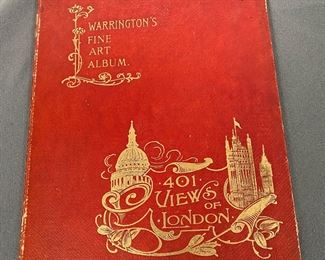 WARRINGTON'S
FINE
ART
ALBUM.
401
VIEWS
OF
LONDON